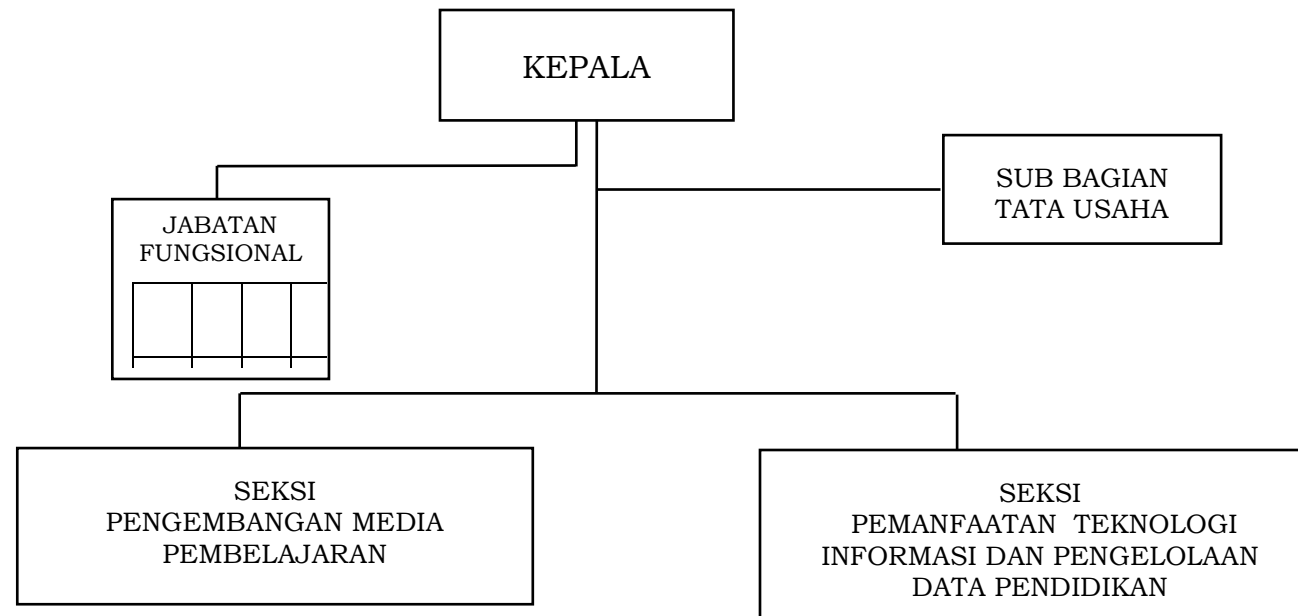 KEPALA
SUB BAGIAN
TATA USAHA
JABATAN
FUNGSIONAL
SEKSI
PENGEMBANGAN MEDIA
PEMBELAJARAN
SEKSI
PEMANFAATAN TEKNOLOGI
INFORMASI DAN PENGELOLAAN
DATA PENDIDIKAN